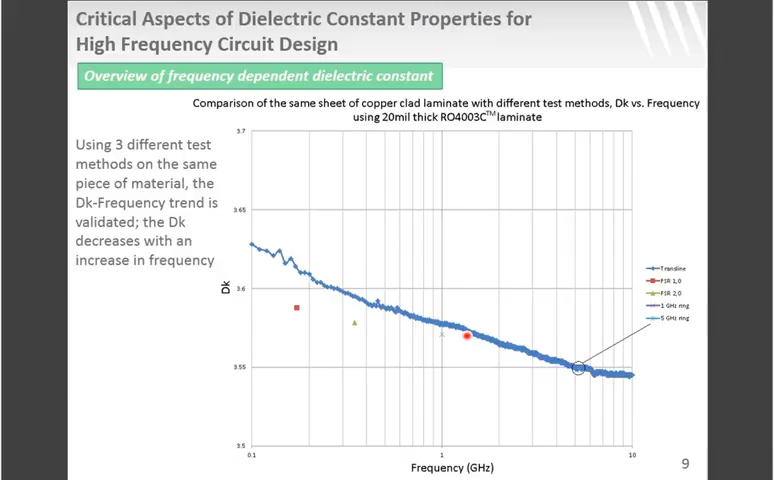 Critical Aspects of Dielectric Constant Properties for
High Frequency Circuit Design
Overview of frequency dependent dielectric constant
Comparison of the same sheet of copper clad laminate with different test methods, Dk vs. Frequency
using 20mil thick RO4003C™ laminate
Using 3 different test
methods on the same
piece of material, the
Dk-Frequency trend is
validated; the Dk
decreases with an
increase in frequency
3.7
3.65
3.6
3.55
3.5
Dk
0.1
1
10
Frequency (GHz)
Transline
FSR 1,0
FSR 2,0
1 GHz ring
5 GHz ring
9